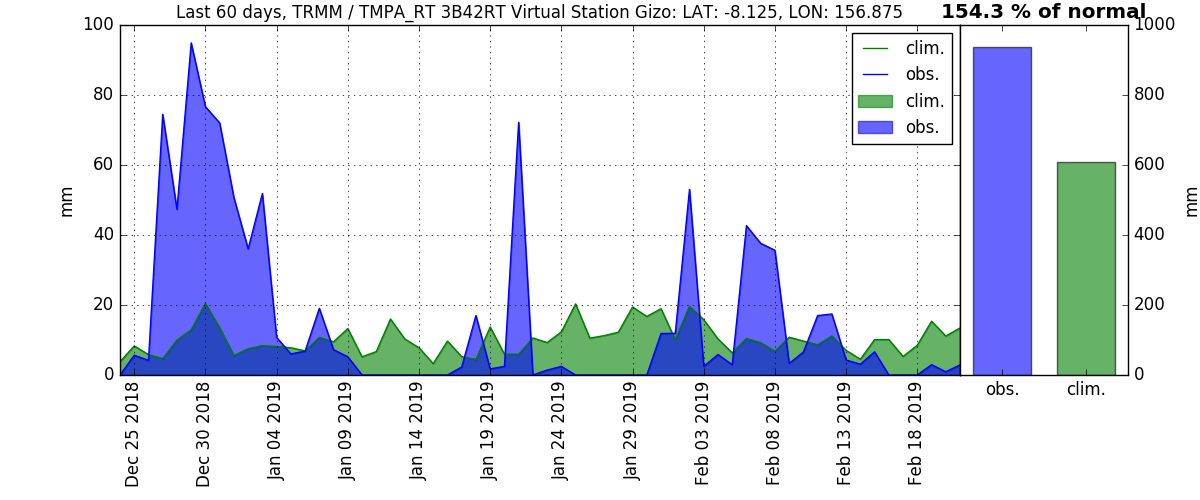 Last 60 days, TRMM / TMPA_RT 3B42RT Virtual Station Gizo: LAT: -8.125, LON: 156.875
154.3 % of normal
100
80
60
40
20
0
mm
clim.
obs.
clim.
obs.
1000
800
600
400
200
0
mm
Dec 25 2018
Dec 30 2018
Jan 04 2019
Jan 09 2019
Jan 14 2019
Jan 19 2019
Jan 24 2019
Jan 29 2019
Feb 03 2019
Feb 08 2019
Feb 13 2019
Feb 18 2019
obs.
clim.